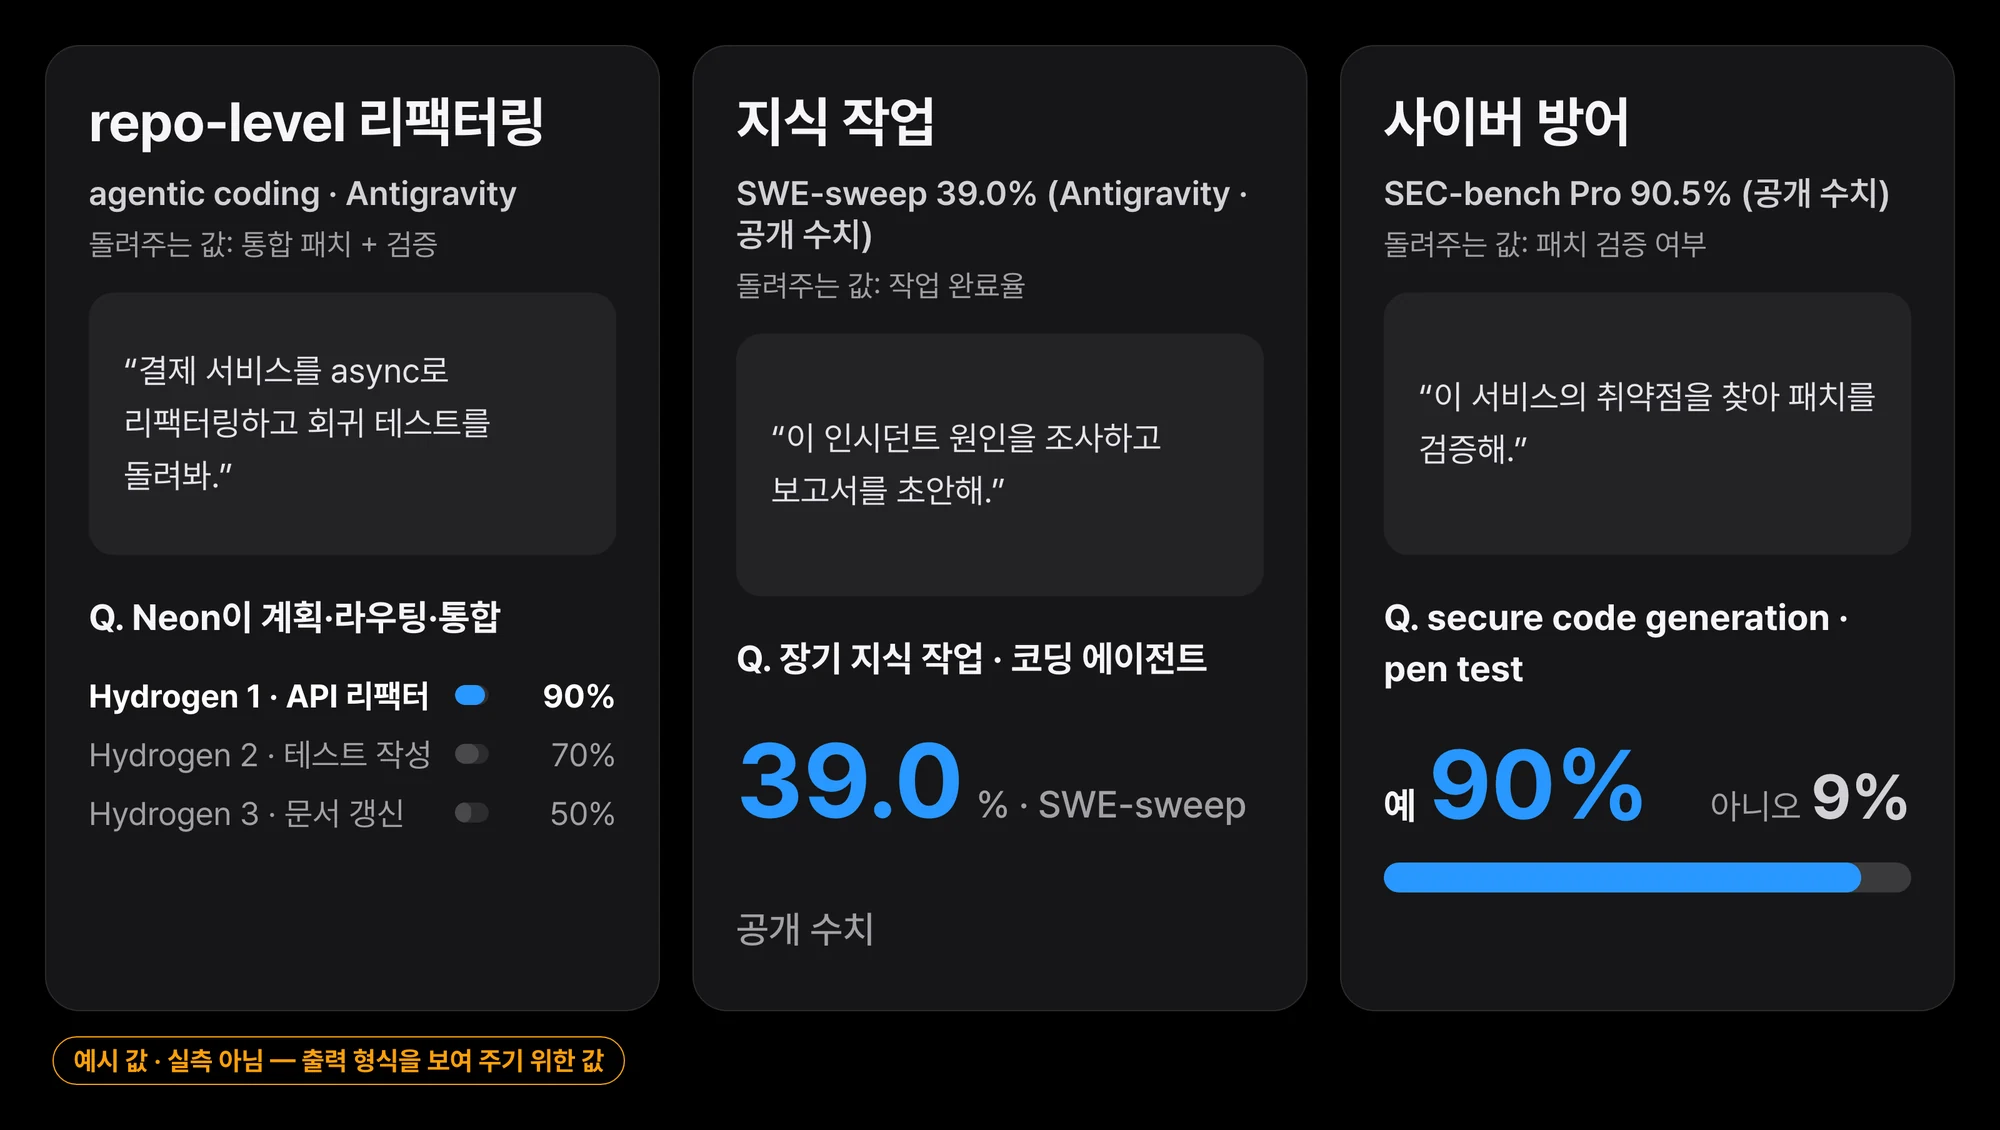 repo-level 리팩터링
agentic coding · Antigravity
돌려주는 값: 통합 패치 + 검증
“결제 서비스를 async로
리팩터링하고 회귀 테스트를
돌려봐.”
Q. Neon이 계획·라우팅·통합
Hydrogen 1 · API 리팩터 90%
Hydrogen 2 · 테스트 작성 70%
Hydrogen 3 · 문서 갱신 50%
지식 작업
SWE-sweep 39.0% (Antigravity ·
공개 수치)
돌려주는 값: 작업 완료율
“이 인시던트 원인을 조사하고
보고서를 초안해.”
Q. 장기 지식 작업 · 코딩 에이전트
39.0 % · SWE-sweep
공개 수치
사이버 방어
SEC-bench Pro 90.5% (공개 수치)
돌려주는 값: 패치 검증 여부
“이 서비스의 취약점을 찾아 패치를
검증해.”
Q. secure code generation ·
pen test
예 90% 아니오 9%
예시 값 · 실측 아님 — 출력 형식을 보여 주기 위한 값